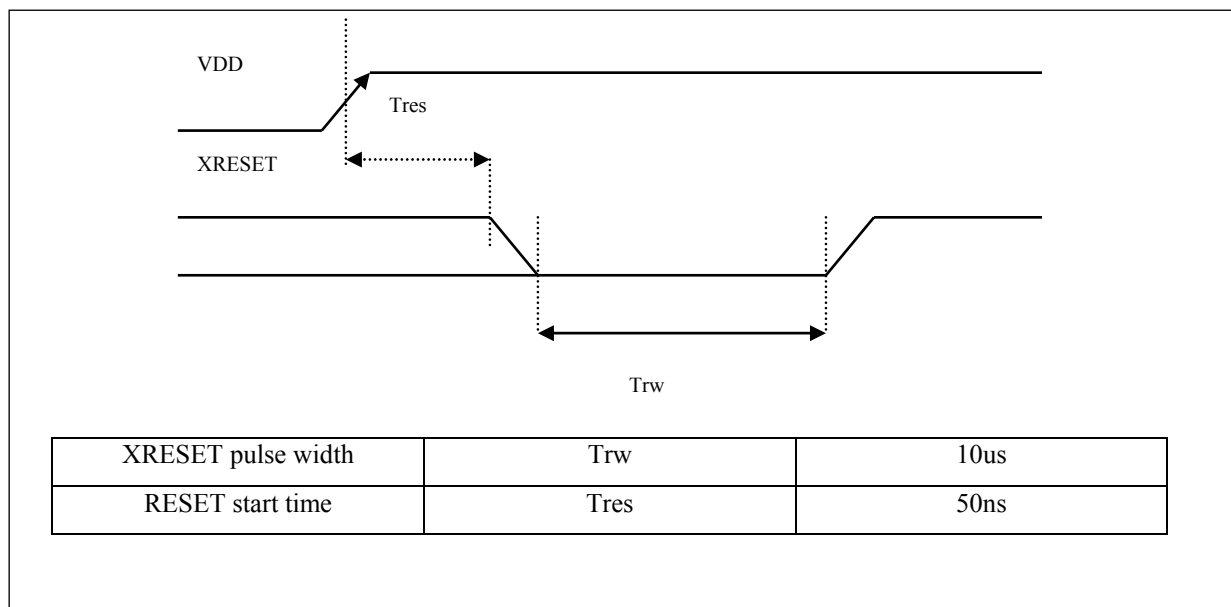 VDD
Tres
XRESET
Trw
XRESET pulse width Trw 10us
RESET start time Tres 50ns